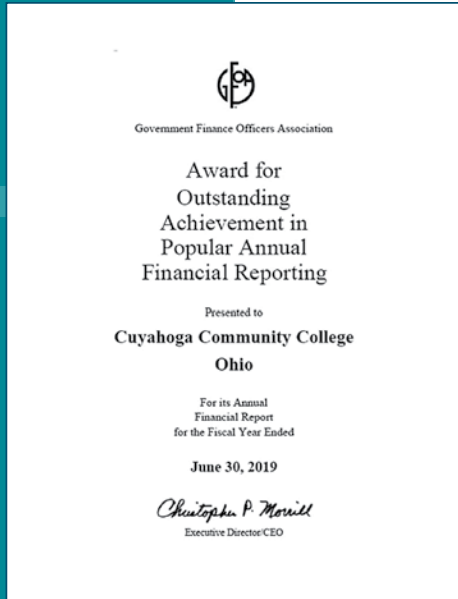 GFOA
Government Finance Officers Association
Award for
Outstanding
Achievement in
Popular Annual
Financial Reporting
Presented to
Cuyahoga Community College
Ohio
For its Annual
Financial Report
for the Fiscal Year Ended
June 30, 2019
Christopher P. Morrill
Executive Director/CEO